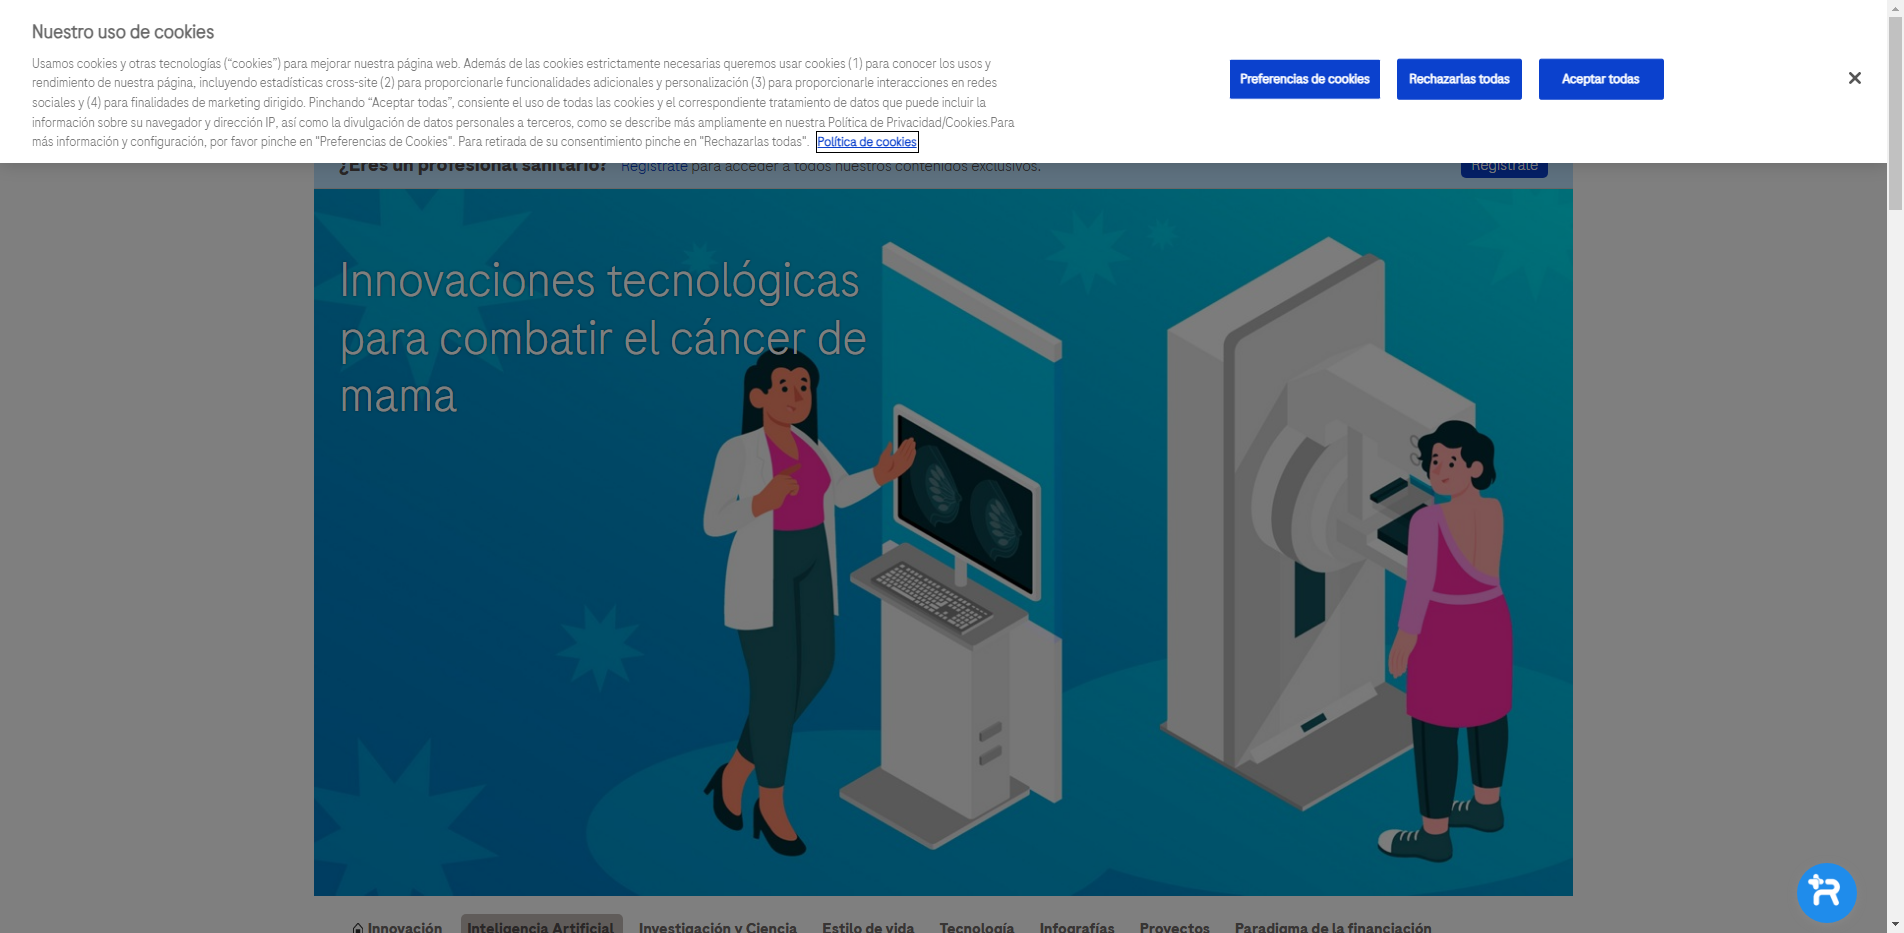 Nuestro uso de cookies
Usamos cookies y otras tecnologías (“cookies”) para mejorar nuestra página web. Además de las cookies estrictamente necesarias queremos usar cookies (1) para conocer los usos y
rendimiento de nuestra página, incluyendo estadísticas cross-site (2) para proporcionarle funcionalidades adicionales y personalización (3) para proporcionarle interacciones en redes
sociales y (4) para finalidades de marketing dirigido. Pinchando “Aceptar todas”, consiente el uso de todas las cookies y el correspondiente tratamiento de datos que puede incluir la
información sobre su navegador y dirección IP, así como la divulgación de datos personales a terceros, como se describe más ampliamente en nuestra Política de Privacidad/Cookies.Para
más información y configuración, por favor pinche en "Preferencias de Cookies". Para retirada de su consentimiento pinche en "Rechazarlas todas". Política de cookies
Preferencias de cookies Rechazarlas todas Aceptar todas
¿Eres un profesional sanitario? Regístrate para acceder a todos nuestros contenidos exclusivos. Regístrate
Innovaciones tecnológicas
para combatir el cáncer de
mama
Innovación Inteligencia Artificial Investigación y Ciencia Estilo de vida Tecnología Infografías Proyectos Paradigma de la financiación
R